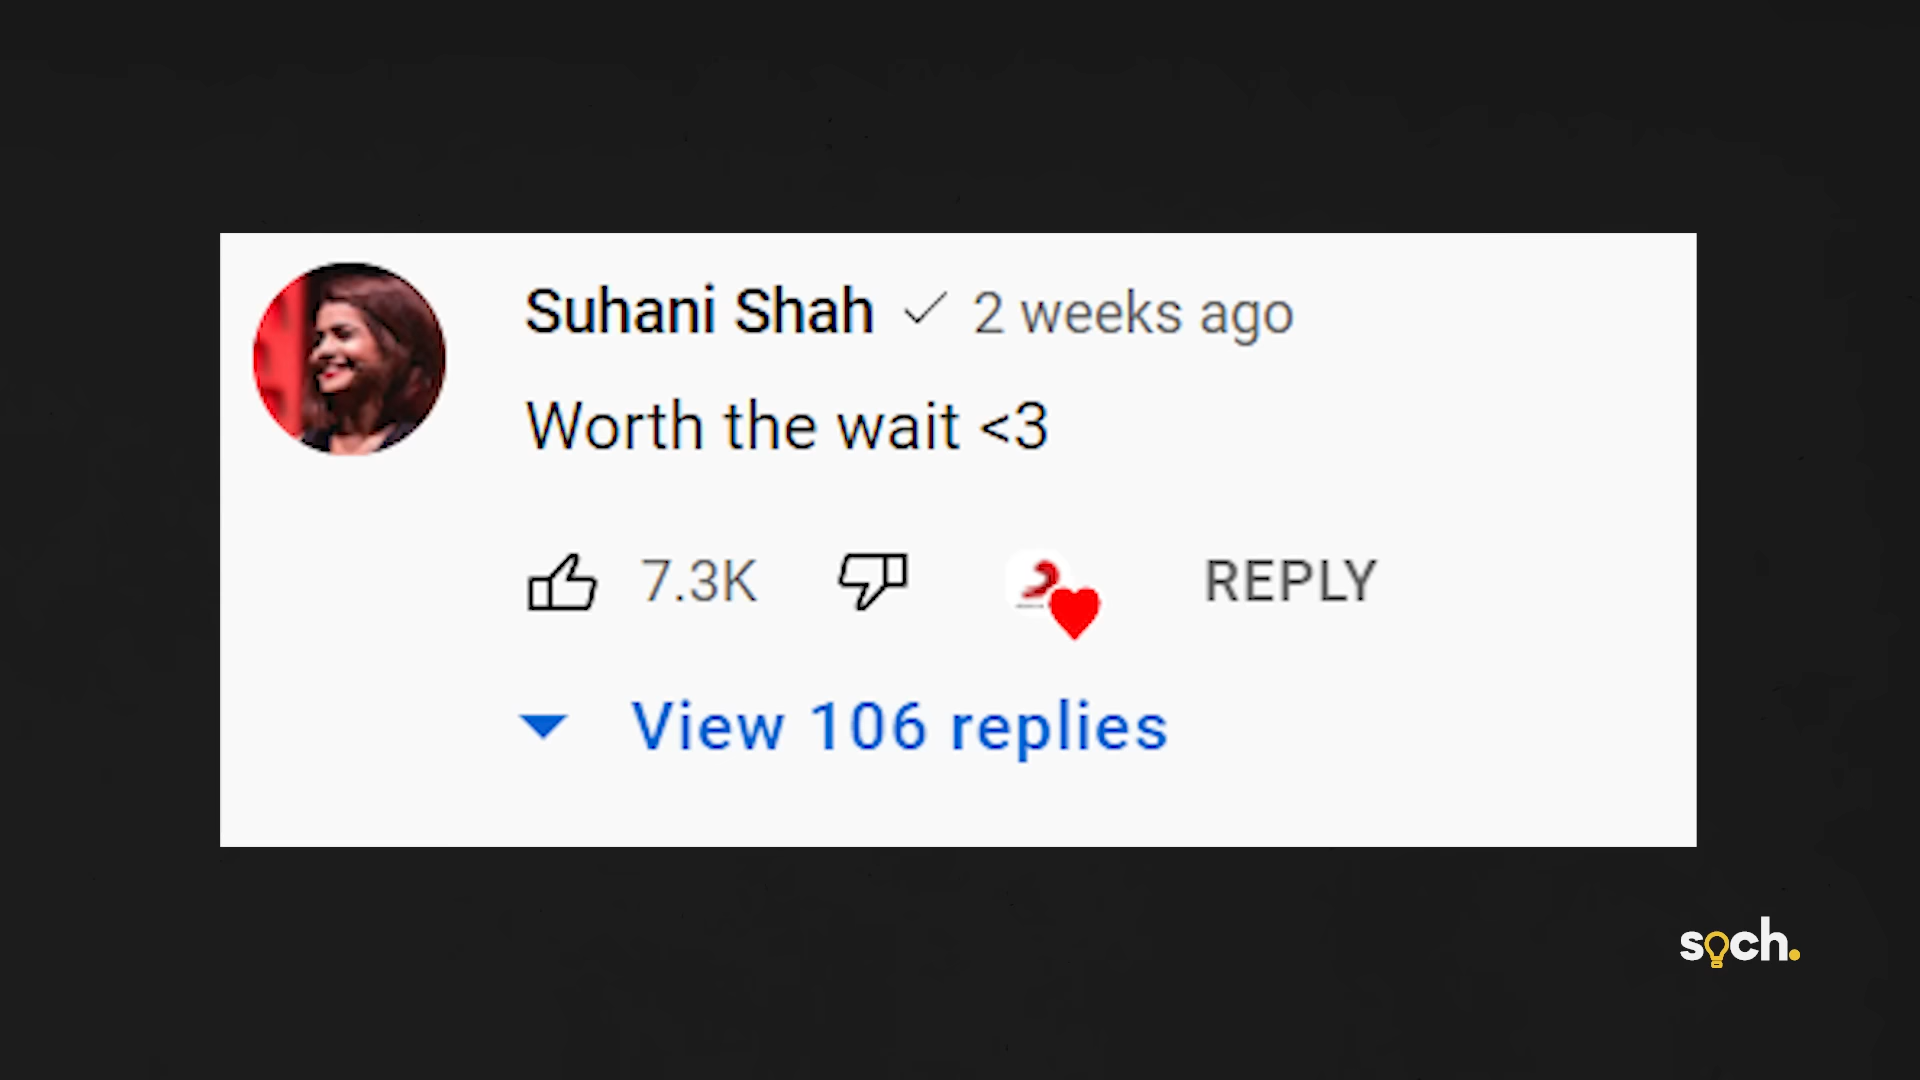 Suhani Shah ✓ 2 weeks ago
Worth the wait <3
7.3K REPLY
View 106 replies
soch.